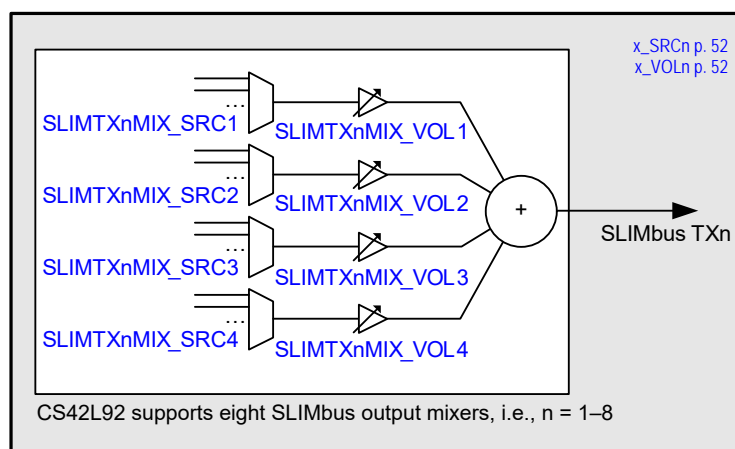 x_SRCn p. 52
x_VOLn p. 52
...
SLIMTXnMIX_SRC1
SLIMTXnMIX_VOL1
...
SLIMTXnMIX_SRC2
SLIMTXnMIX_VOL2
+
SLIMbus TXn
...
SLIMTXnMIX_SRC3
SLIMTXnMIX_VOL3
...
SLIMTXnMIX_SRC4
SLIMTXnMIX_VOL4
CS42L92 supports eight SLIMbus output mixers, i.e., n = 1–8